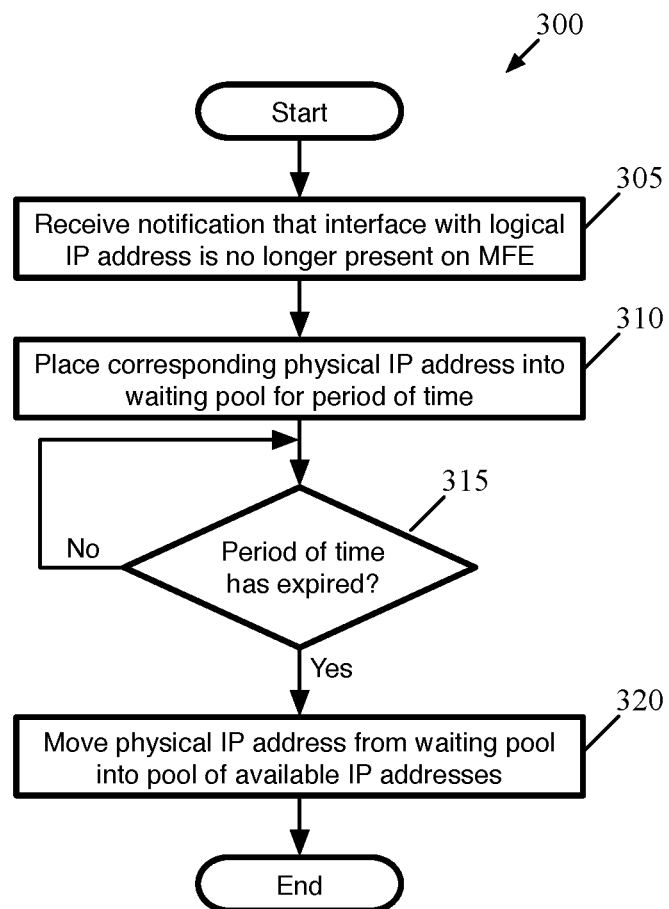 300
Start
305
Receive notification that interface with logical
IP address is no longer present on MFE
310
Place corresponding physical IP address into
waiting pool for period of time
315
No
Period of time
has expired?
Yes
320
Move physical IP address from waiting pool
into pool of available IP addresses
End